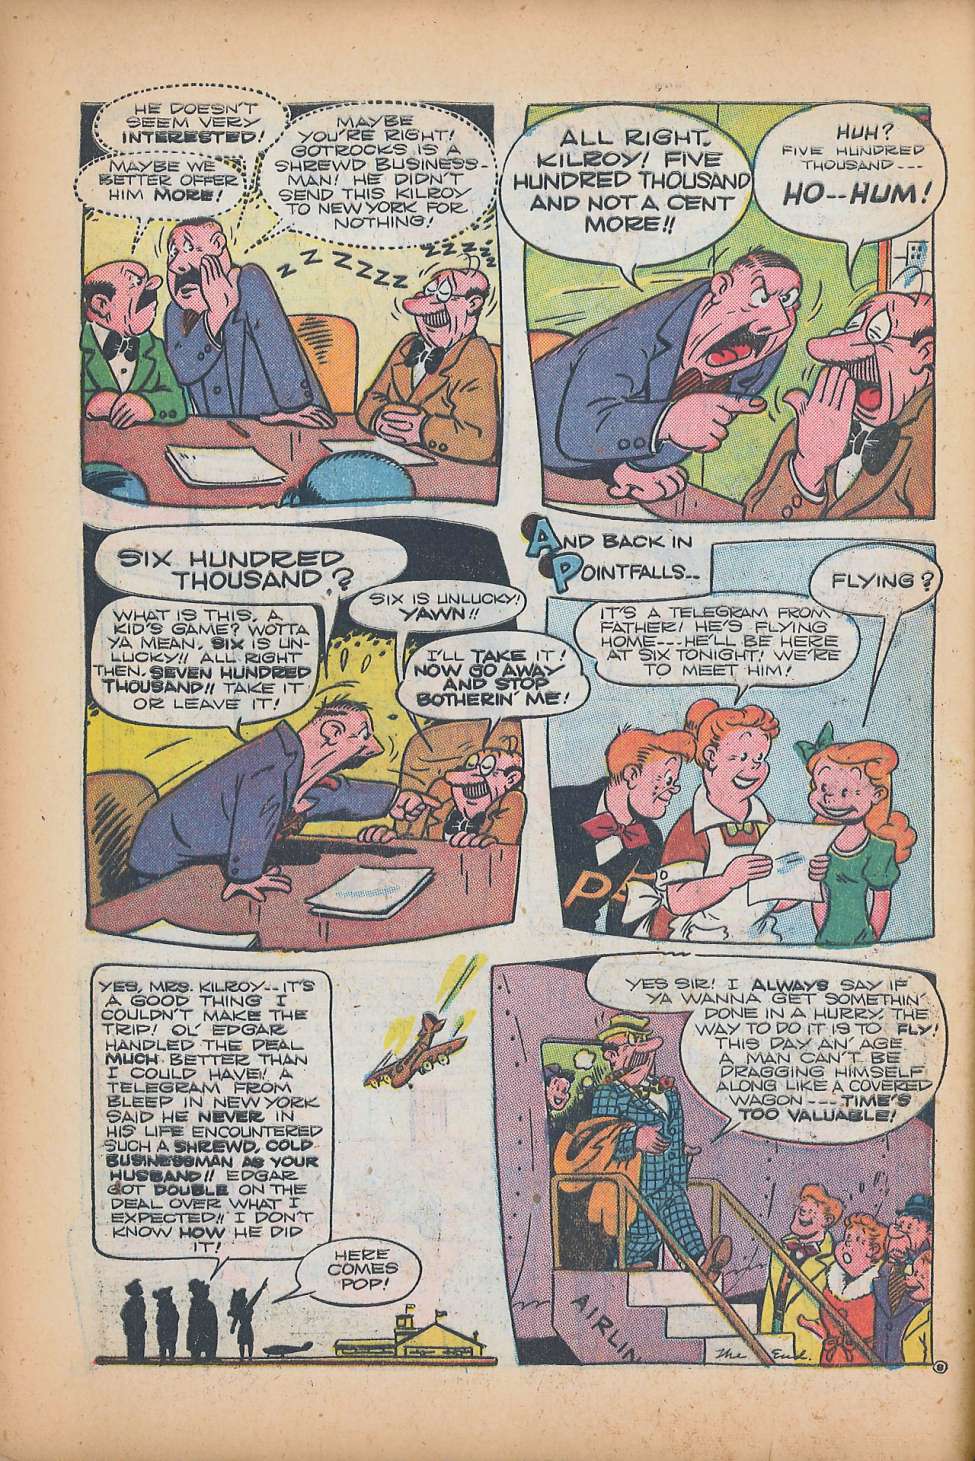 HE DOESN'T
SEEM VERY
INTERESTED!
MAYBE WE
BETTER OFFER
HIM MORE!
MAYBE
YOU'RE RIGHT!
GOTROCKS IS A
SHREWD BUSINESS-
MAN! HE DIDN'T
SEND THIS KILROY
TO NEW YORK FOR
NOTHING!
ZZZZZZZZ
ZZZZZZ
ALL RIGHT,
KILROY! FIVE
HUNDRED THOUSAND
AND NOT A CENT
MORE!!
HUH?
FIVE HUNDRED
THOUSAND---
HO--HUM!
SIX HUNDRED
THOUSAND?
WHAT IS THIS, A
KID'S GAME? WOTTA
YA MEAN, SIX IS UN-
LUCKY!! ALL RIGHT
THEN, SEVEN HUNDRED
THOUSAND!! TAKE IT
OR LEAVE IT!
SIX IS UNLUCKY!
YAWN!!
I'LL TAKE IT!
NOW GO AWAY
AND STOP
BOTHERIN' ME!
AND BACK IN
POINTFALLS--
IT'S A TELEGRAM FROM
FATHER! HE'S FLYING
HOME---HE'LL BE HERE
AT SIX TONIGHT! WE'RE
TO MEET HIM!
FLYING?
YES, MRS. KILROY--IT'S
A GOOD THING I
COULDN'T MAKE THE
TRIP! OL' EDGAR
HANDLED THE DEAL
MUCH BETTER THAN
I COULD HAVE! A
TELEGRAM FROM
BLEEP IN NEW YORK
SAID HE NEVER IN
HIS LIFE ENCOUNTERED
SUCH A SHREWD, COLD
BUSINESSMAN AS YOUR
HUSBAND!! EDGAR
GOT DOUBLE ON THE
DEAL OVER WHAT I
EXPECTED!! I DON'T
KNOW HOW HE DID
IT!
HERE
COMES
POP!
YES SIR! I ALWAYS SAY IF
YA WANNA GET SOMETHIN'
DONE IN A HURRY, THE
WAY TO DO IT IS TO FLY!
THIS DAY AN' AGE
A MAN CAN'T BE
DRAGGING HIMSELF
ALONG LIKE A COVERED
WAGON---TIME'S
TOO VALUABLE!
AIRLIN
The End.
8